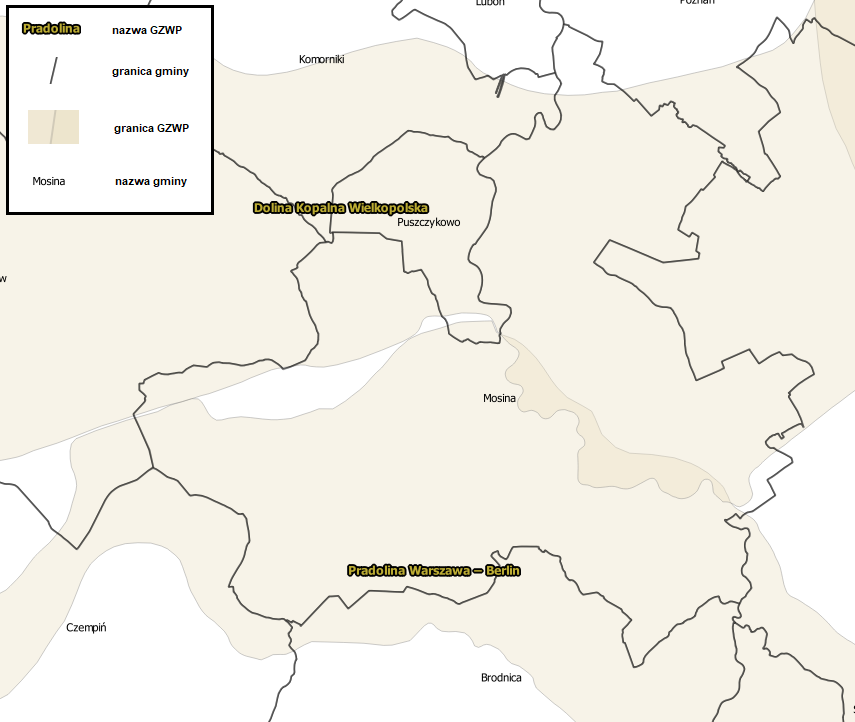 Pradolina nazwa GZWP
granica gminy
granica GZWP
Mosina nazwa gminy
Luboń
Poznań
Komorniki
Dolina Kopalna Wielkopolska
Puszczykowo
w
Mosina
Pradolina Warszawa – Berlin
Czempiń
Brodnica